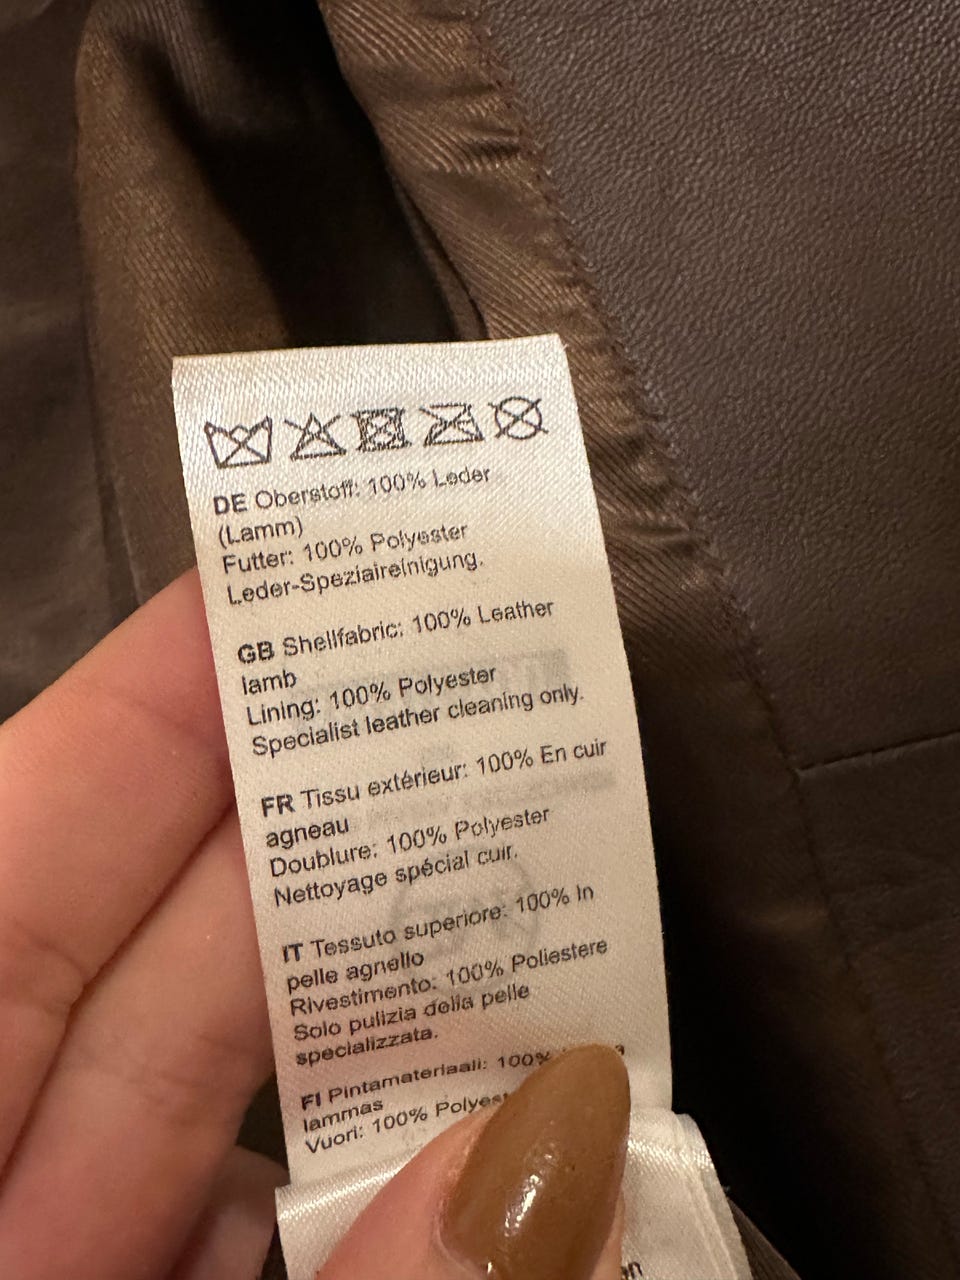 DE Oberstoff: 100% Leder
(Lamm)
Futter: 100% Polyester
Leder-Speziaireinigung.
GB Shellfabric: 100% Leather
lamb
Lining: 100% Polyester
Specialist leather cleaning only.
FR Tissu extérieur: 100% En cuir
agneau
Doublure: 100% Polyester
Nettoyage spécial cuir.
IT Tessuto superiore: 100% In
pelle agnello
Rivestimento: 100% Poliestere
Solo pulizia della pelle
specializzata.
FI Pintamateriaali: 100%
lammas
Vuori: 100%